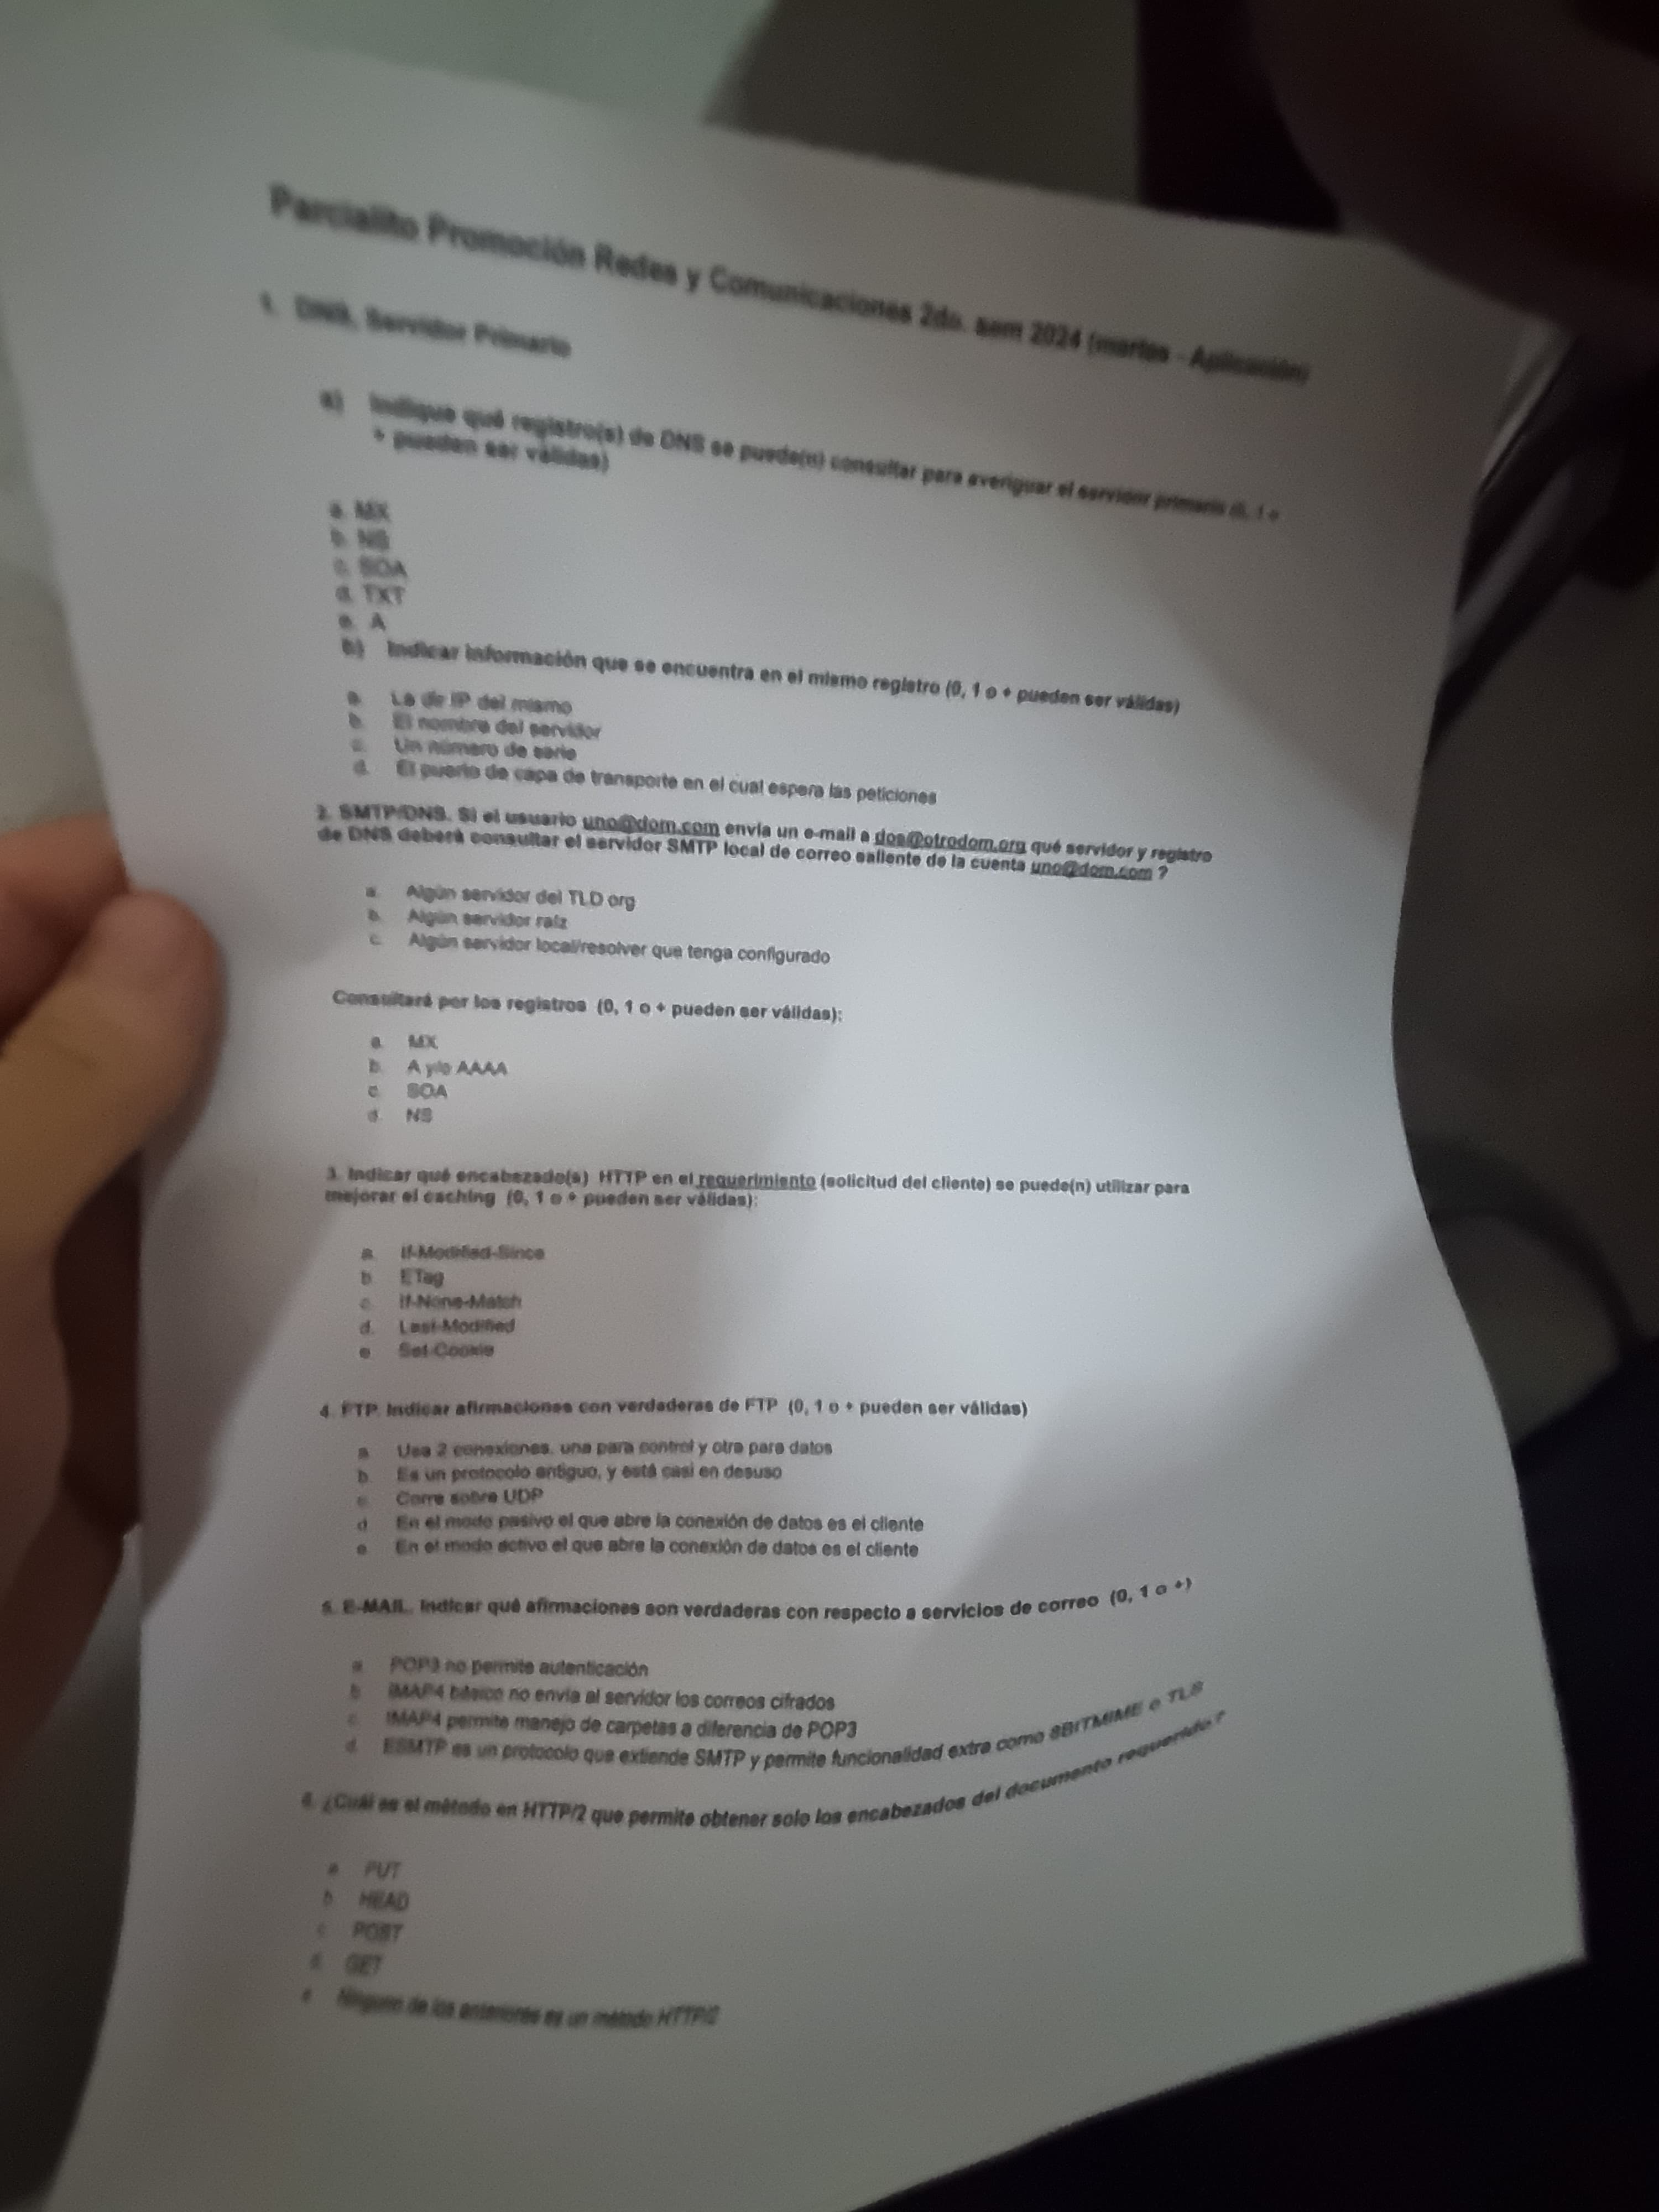 Parcialito Promoción Redes y Comunicaciones 2do. sem 2024 (martes - Aplicación)
1. DNS. Servidor Primario
a) Indique qué registro(s) de DNS se puede(n) consultar para averiguar el servidor primario (0, 1 o
+ pueden ser válidas)
a. MX
b. NS
c. SOA
d. TXT
e. A
b) Indicar información que se encuentra en el mismo registro (0, 1 o + pueden ser válidas)
a. La dir IP del mismo
b. El nombre del servidor
c. Un número de serie
d. El puerto de capa de transporte en el cual espera las peticiones
2. SMTP/DNS. Si el usuario uno@dom.com envía un e-mail a dos@otrodom.org qué servidor y registro
de DNS deberá consultar el servidor SMTP local de correo saliente de la cuenta uno@dom.com ?
a. Algún servidor del TLD org
b. Algún servidor raíz
c. Algún servidor local/resolver que tenga configurado
Consultará por los registros (0, 1 o + pueden ser válidas):
a. MX
b. A y/o AAAA
c. SOA
d. NS
3. Indicar qué encabezado(s) HTTP en el requerimiento (solicitud del cliente) se puede(n) utilizar para
mejorar el caching (0, 1 o + pueden ser válidas):
a. If-Modified-Since
b. ETag
c. If-None-Match
d. Last-Modified
e. Set-Cookie
4. FTP. Indicar afirmaciones con verdaderas de FTP (0, 1 o + pueden ser válidas)
a. Usa 2 conexiones, una para control y otra para datos
b. Es un protocolo antiguo, y está casi en desuso
c. Corre sobre UDP
d. En el modo pasivo el que abre la conexión de datos es el cliente
e. En el modo activo el que abre la conexión de datos es el cliente
5. E-MAIL. Indicar qué afirmaciones son verdaderas con respecto a servicios de correo (0, 1 o +)
a. POP3 no permite autenticación
b. IMAP4 básico no envía al servidor los correos cifrados
c. IMAP4 permite manejo de carpetas a diferencia de POP3
d. ESMTP es un protocolo que extiende SMTP y permite funcionalidad extra como 8BITMIME o TLS
6. ¿Cuál es el método en HTTP/2 que permite obtener solo los encabezados del documento requerido?
a. PUT
b. HEAD
c. POST
d. GET
e. Ninguno de los anteriores es un método HTTP/2